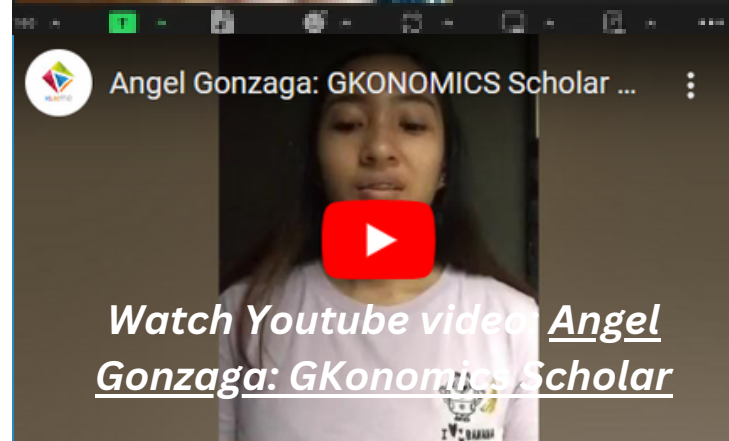 Angel Gonzaga: GKONOMICS Scholar ...
Watch Youtube video: Angel
Gonzaga: GKonomics Scholar